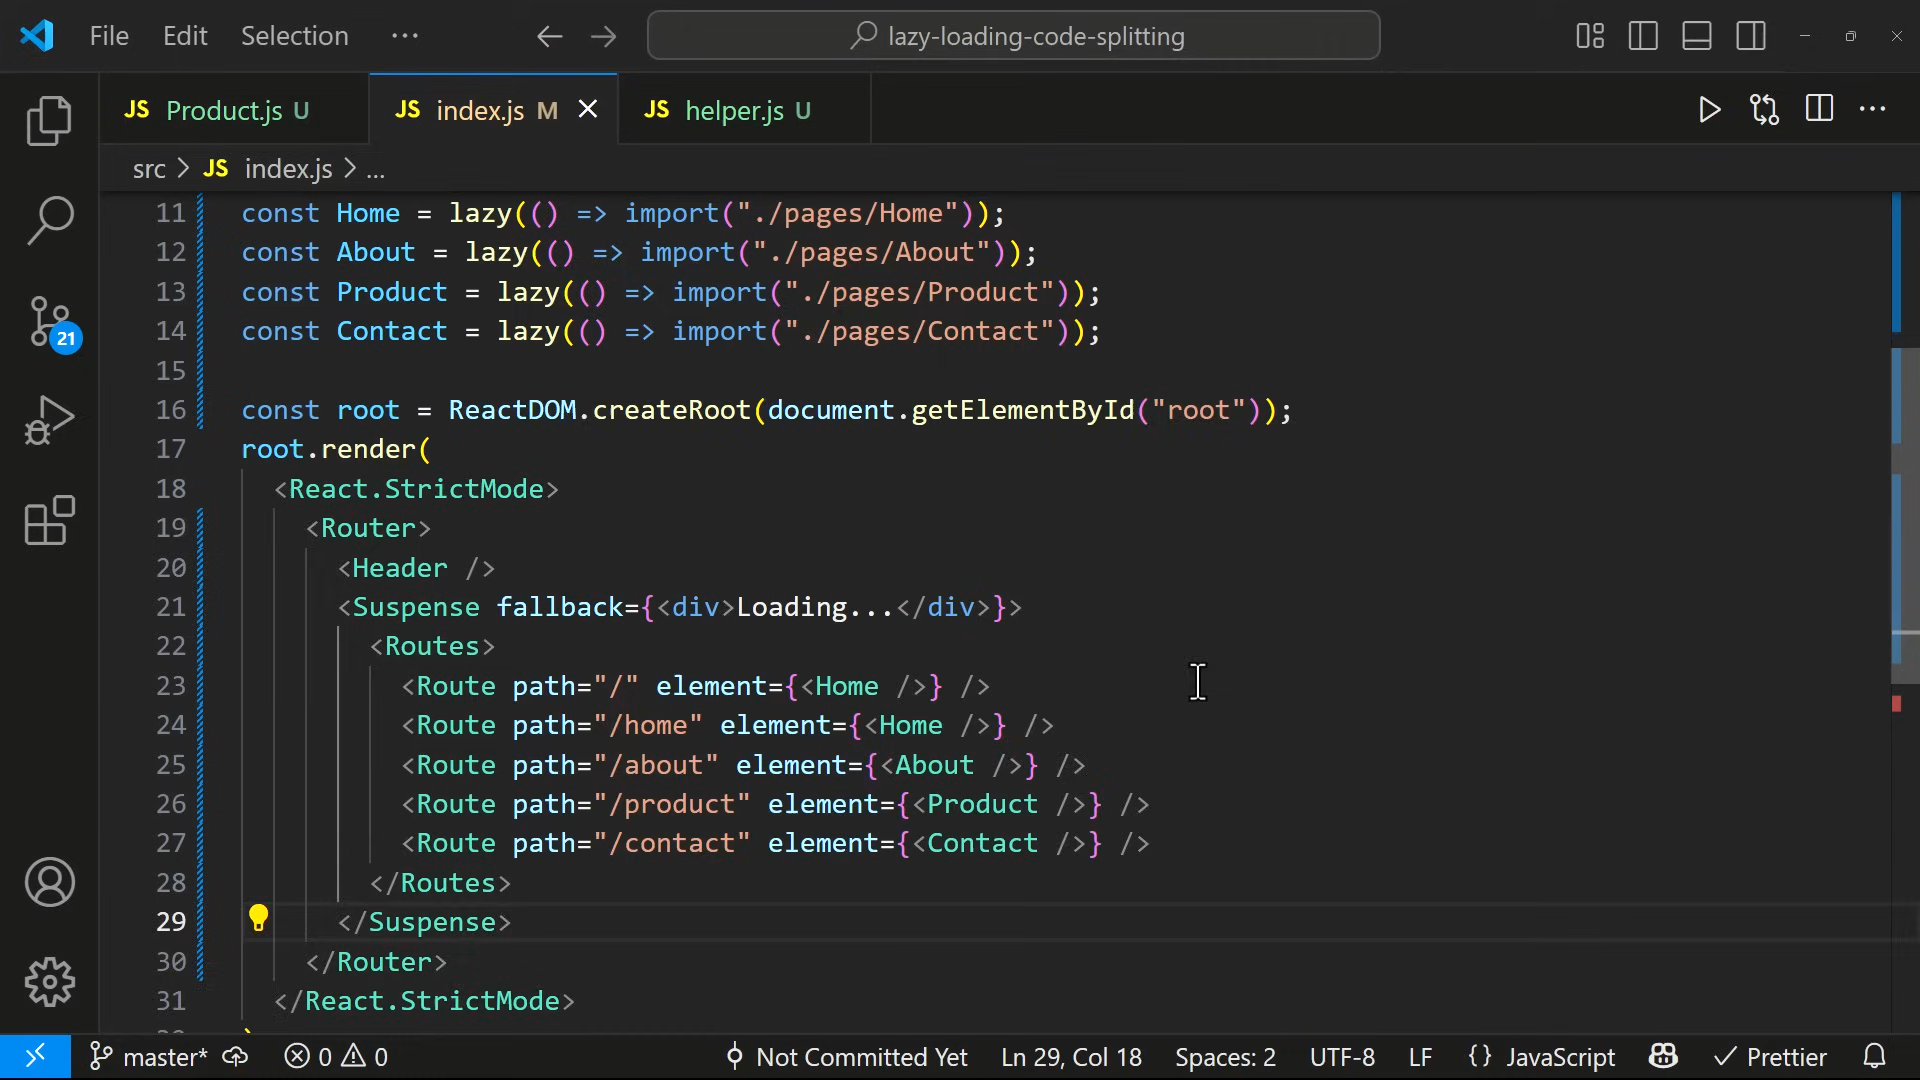 File Edit Selection ··· lazy-loading-code-splitting
JS Product.js U JS index.js M JS helper.js U
src > JS index.js > ...
11 const Home = lazy(() => import("./pages/Home"));
12 const About = lazy(() => import("./pages/About"));
13 const Product = lazy(() => import("./pages/Product"));
14 const Contact = lazy(() => import("./pages/Contact"));
15
16 const root = ReactDOM.createRoot(document.getElementById("root"));
17 root.render(
18 <React.StrictMode>
19 <Router>
20 <Header />
21 <Suspense fallback={<div>Loading...</div>}>
22 <Routes>
23 <Route path="/" element={<Home />} />
24 <Route path="/home" element={<Home />} />
25 <Route path="/about" element={<About />} />
26 <Route path="/product" element={<Product />} />
27 <Route path="/contact" element={<Contact />} />
28 </Routes>
29 </Suspense>
30 </Router>
31 </React.StrictMode>
21
master* 0 0 Not Committed Yet Ln 29, Col 18 Spaces: 2 UTF-8 LF {} JavaScript Prettier